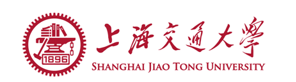 1896
上海交通大學
SHANGHAI JIAO TONG UNIVERSITY